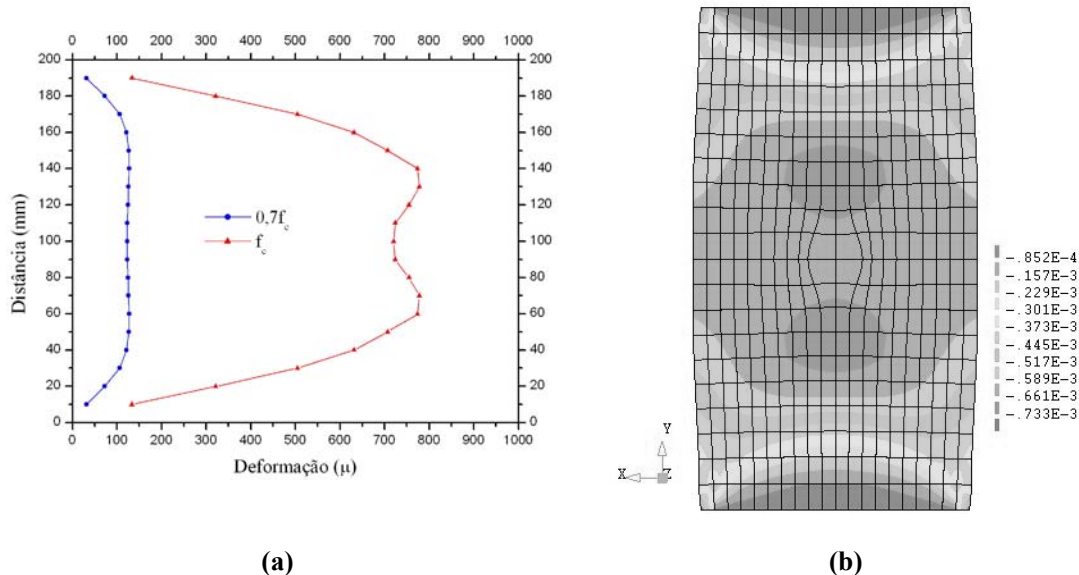 0 100 200 300 400 500 600 700 800 900 1000
200 200
180 180
160 160
140 140
120 120
100 100
80 80
60 60
40 40
20 20
0 0
0 100 200 300 400 500 600 700 800 900 1000
Distância (mm)
0,7f_c
f_c
Deformação (µ)
-.852E-4
-.157E-3
-.229E-3
-.301E-3
-.373E-3
-.445E-3
-.517E-3
-.589E-3
-.661E-3
-.733E-3
Y
X Z
(a) (b)